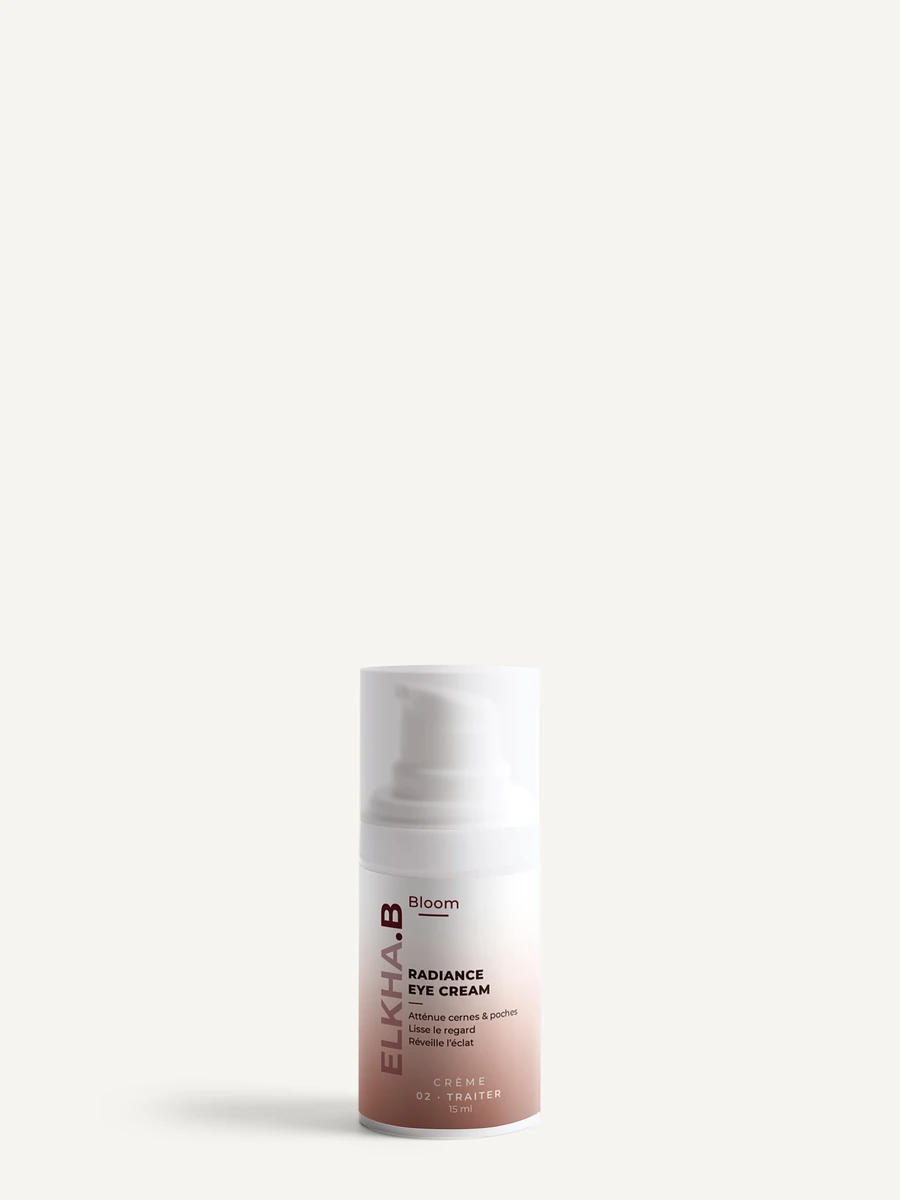 ELKHA.B
Bloom
RADIANCE
EYE CREAM
Atténue cernes & poches
Lisse le regard
Réveille l'éclat
CRÈME
02 · TRAITER
15 ml